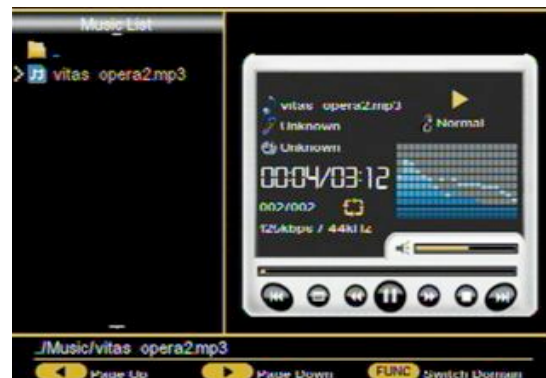 Music List
vitas opera2.mp3
vitas opera2.mp3
Unknown
Normal
Unknown
00:04/03:12
002/002
125kbps / 44kHz
../Music/vitas opera2.mp3
Page Up
Page Down
FUNC
Switch Domain